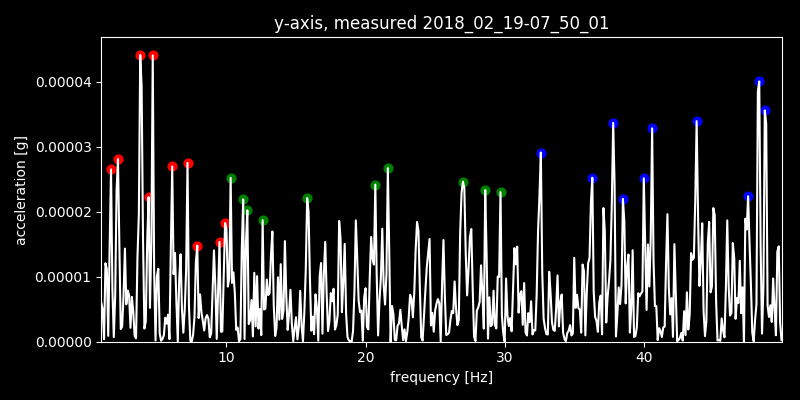 y-axis, measured 2018_02_19-07_50_01
acceleration [g]
0.00004
0.00003
0.00002
0.00001
0.00000
10 20 30 40
frequency [Hz]